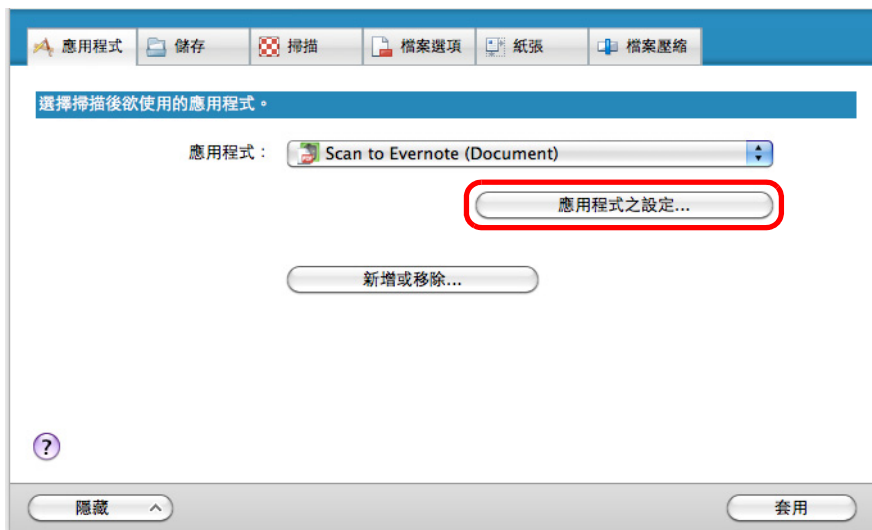 應用程式 儲存 掃描 檔案選項 紙張 檔案壓縮
選擇掃描後欲使用的應用程式。
應用程式： Scan to Evernote (Document)
應用程式之設定...
新增或移除...
?
隱藏 套用